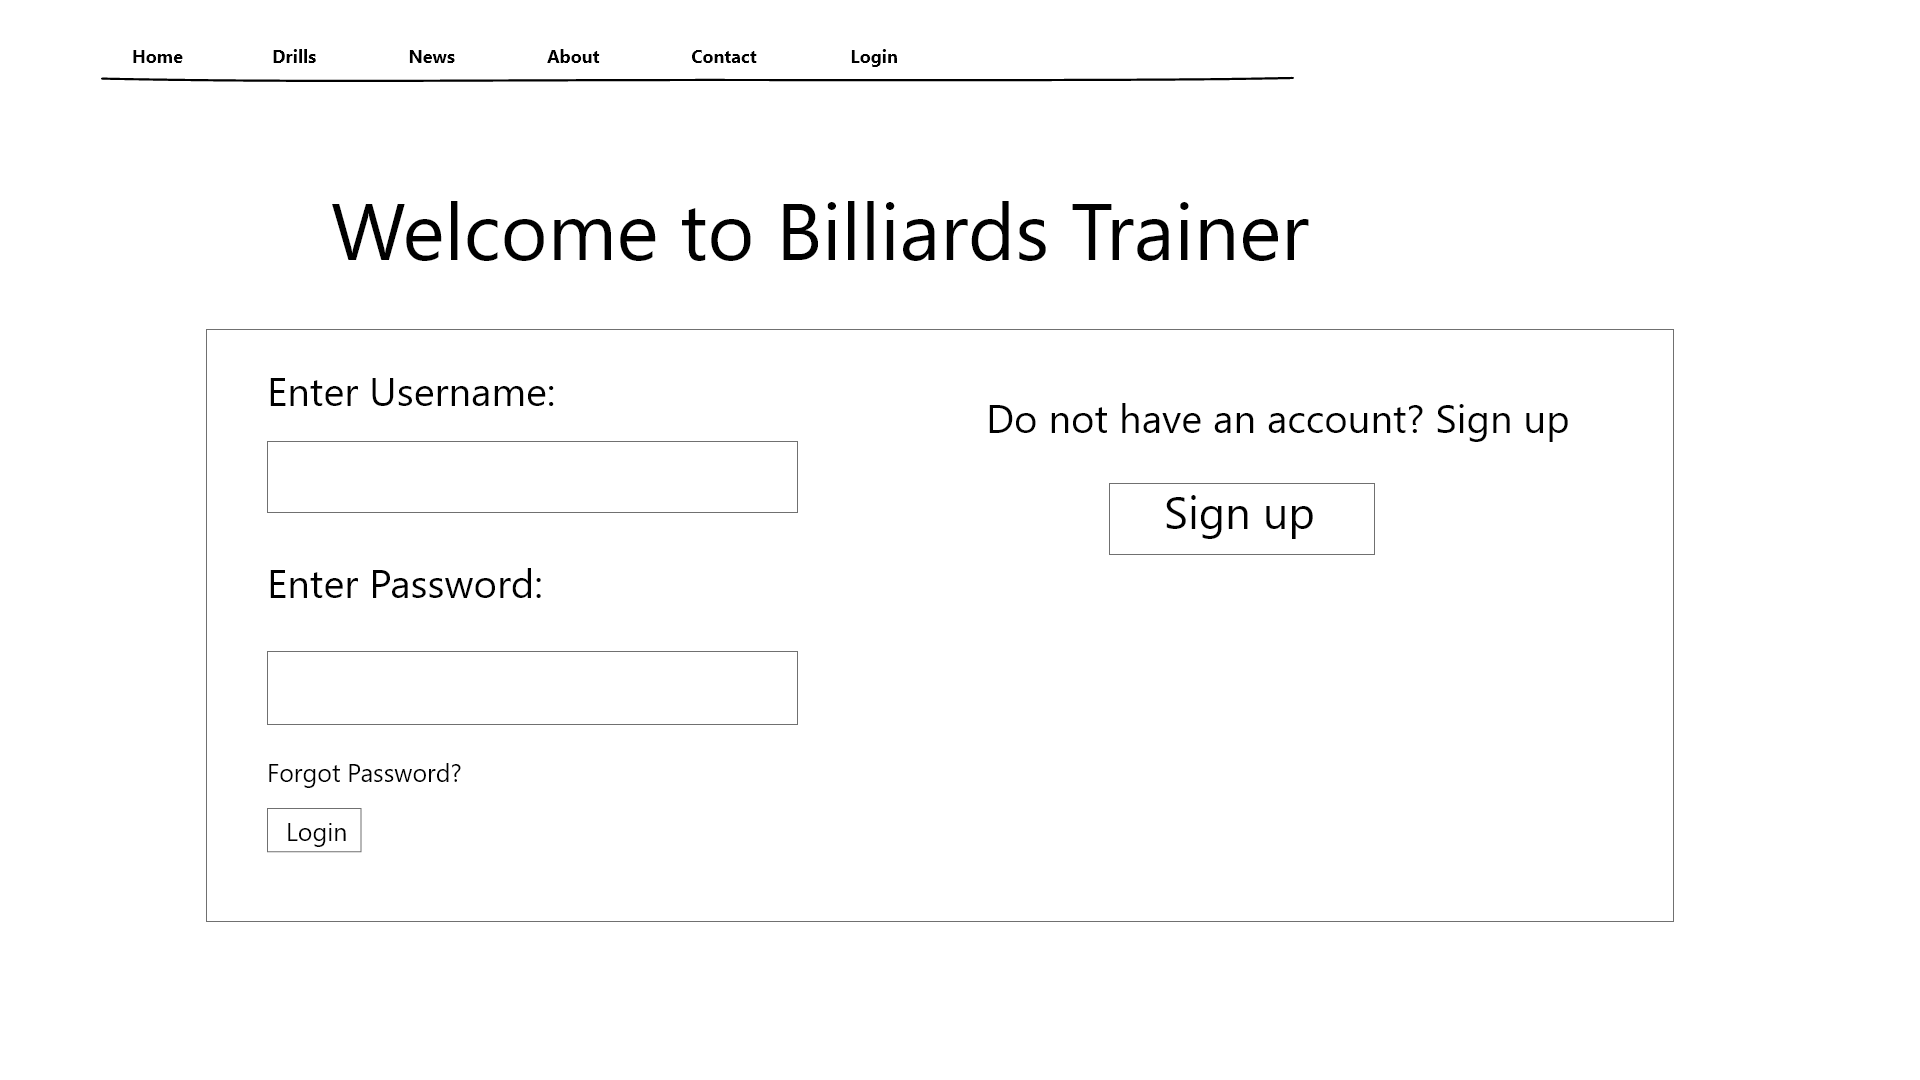 Home Drills News About Contact Login
Welcome to Billiards Trainer
Enter Username:
Do not have an account? Sign up
Sign up
Enter Password:
Forgot Password?
Login